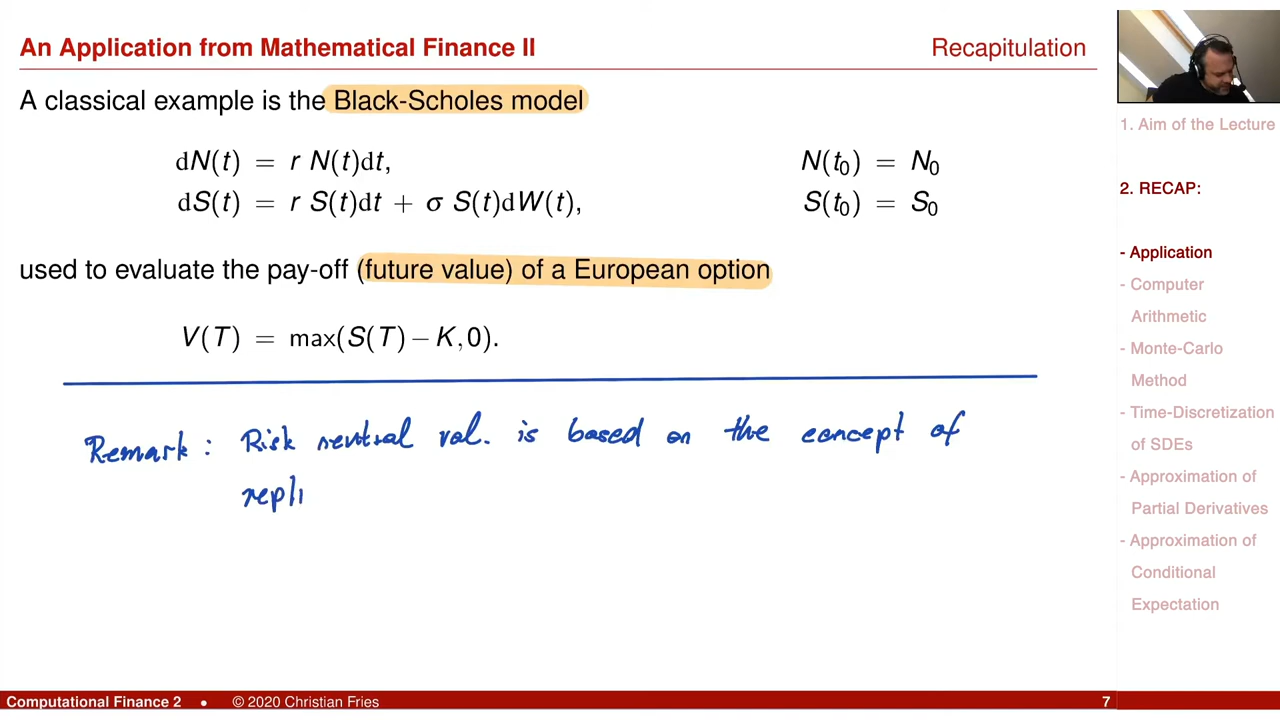 An Application from Mathematical Finance II
Recapitulation
A classical example is the Black-Scholes model
dN(t) = r N(t)dt, N(t₀) = N₀
dS(t) = r S(t)dt + σ S(t)dW(t), S(t₀) = S₀
used to evaluate the pay-off (future value) of a European option
V(T) = max(S(T) − K, 0).
Remark: Risk neutral val. is based on the concept of
repli
1. Aim of the Lecture
2. RECAP:
- Application
- Computer
Arithmetic
- Monte-Carlo
Method
- Time-Discretization
of SDEs
- Approximation of
Partial Derivatives
- Approximation of
Conditional
Expectation
Computational Finance 2 • © 2020 Christian Fries 7